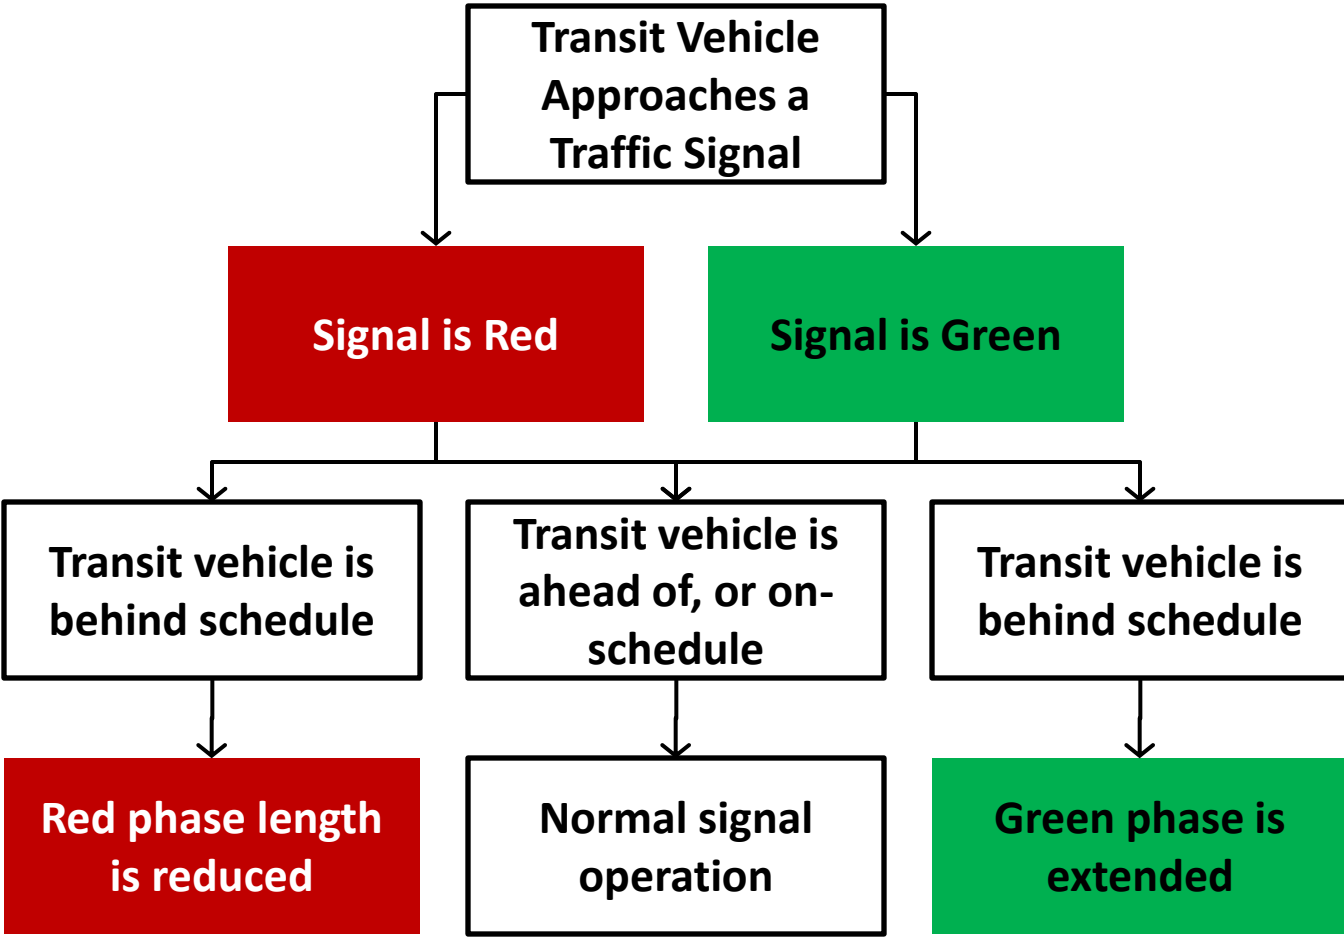 Transit Vehicle
Approaches a
Traffic Signal
Signal is Red
Signal is Green
Transit vehicle is
behind schedule
Transit vehicle is
ahead of, or on-
schedule
Transit vehicle is
behind schedule
Red phase length
is reduced
Normal signal
operation
Green phase is
extended